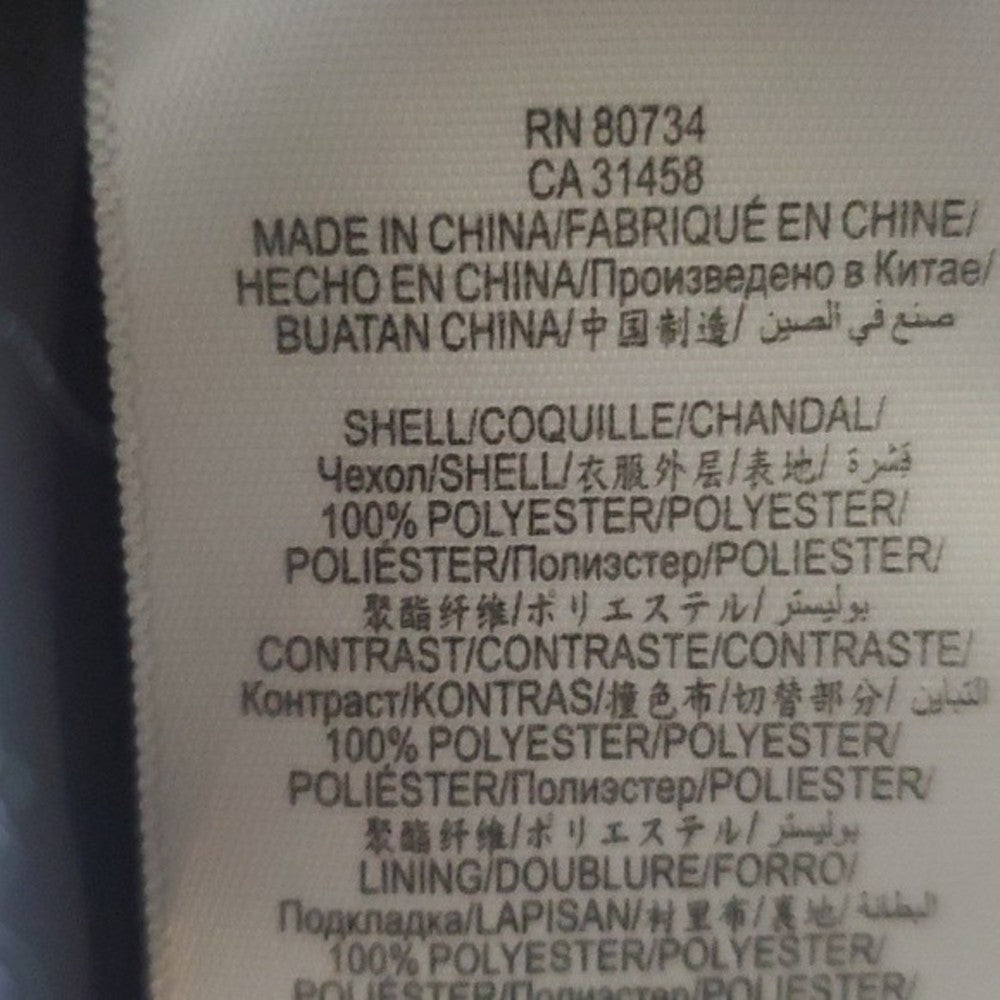 RN 80734
CA 31458
MADE IN CHINA/FABRIQUÉ EN CHINE/
HECHO EN CHINA/Произведено в Китае/
BUATAN CHINA/中国制造/ صنع في الصين
SHELL/COQUILLE/CHANDAL/
Чехол/SHELL/衣服外层/表地/ قشرة
100% POLYESTER/POLYESTER/
POLIÉSTER/Полиэстер/POLIESTER/
聚酯纤维/ポリエステル/ بوليستر
CONTRAST/CONTRASTE/CONTRASTE/
Контраст/KONTRAS/撞色布/切替部分/ التباين
100% POLYESTER/POLYESTER/
POLIÉSTER/Полиэстер/POLIESTER/
聚酯纤维/ポリエステル/ بوليستر
LINING/DOUBLURE/FORRO/
Подкладка/LAPISAN/衬里布/裏地/ البطانة
100% POLYESTER/POLYESTER/
POLIÉSTER/Полиэстер/POLIESTER/